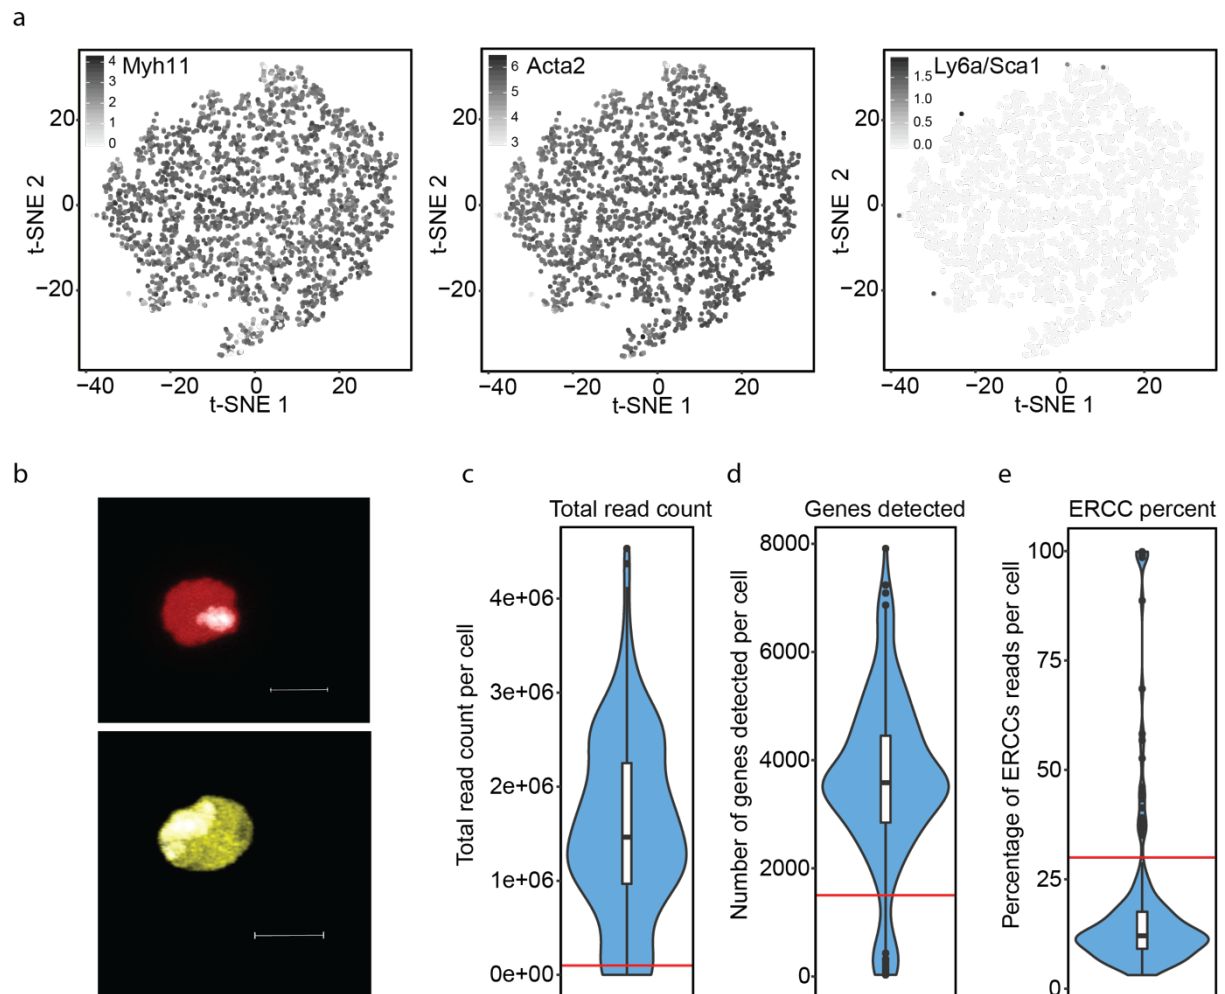 a
4
3
2
1
0
Myh11
20
0
−20
t-SNE 2
−40
−20
0
20
t-SNE 1
6
5
4
3
Acta2
20
0
−20
t-SNE 2
−40
−20
0
20
t-SNE 1
1.5
1.0
0.5
0.0
Ly6a/Sca1
20
0
−20
t-SNE 2
−40
−20
0
20
t-SNE 1
b
c
Total read count
Total read count per cell
4e+06
3e+06
2e+06
1e+06
0e+00
d
Genes detected
Number of genes detected per cell
8000
6000
4000
2000
0
e
ERCC percent
Percentage of ERCCs reads per cell
100
75
50
25
0